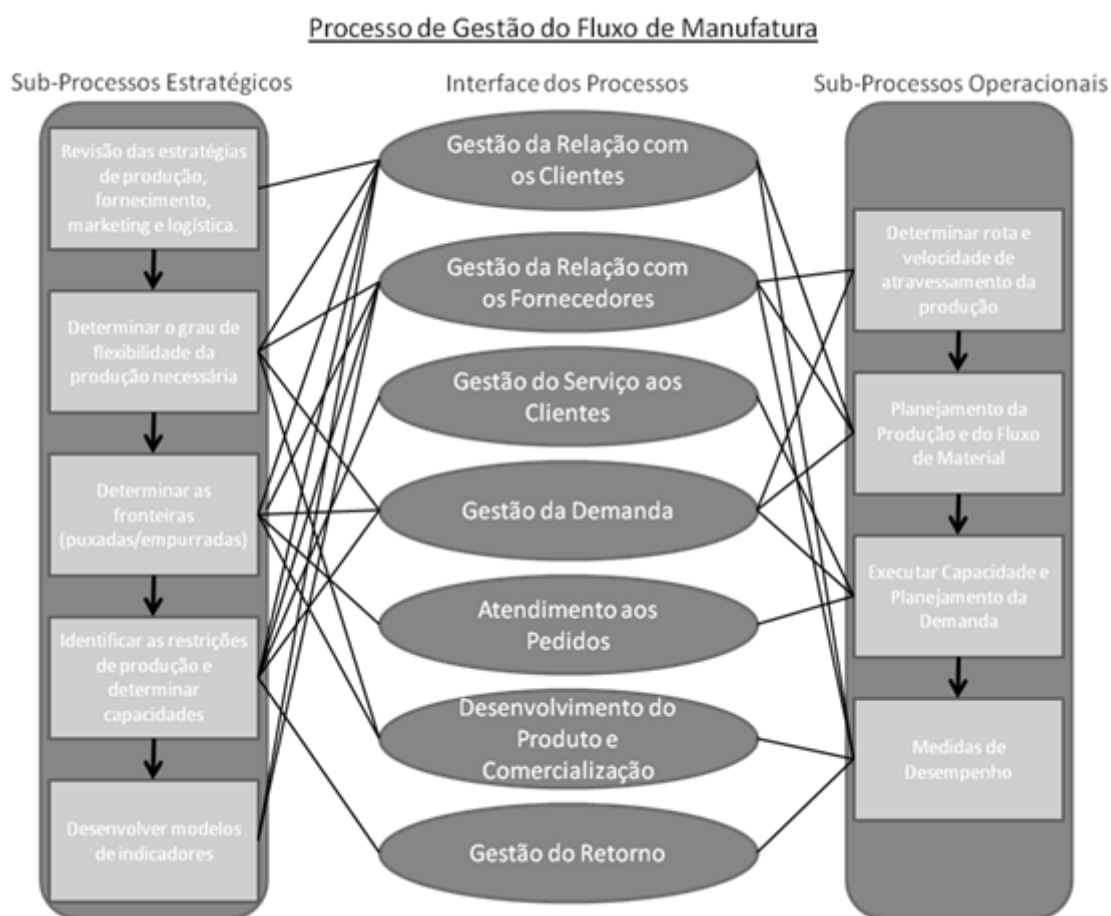 Processo de Gestão do Fluxo de Manufatura
Sub-Processos Estratégicos
Revisão das estratégias
de produção,
fornecimento,
marketing e logística.
Determinar o grau de
flexibilidade da
produção necessária
Determinar as
fronteiras
(puxadas/empurradas)
Identificar as restrições
de produção e
determinar
capacidades
Desenvolver modelos
de indicadores
Interface dos Processos
Gestão da Relação com
os Clientes
Gestão da Relação com
os Fornecedores
Gestão do Serviço aos
Clientes
Gestão da Demanda
Atendimento aos
Pedidos
Desenvolvimento do
Produto e
Comercialização
Gestão do Retorno
Sub-Processos Operacionais
Determinar rota e
velocidade de
atravessamento da
produção
Planejamento da
Produção e do Fluxo
de Material
Executar Capacidade e
Planejamento da
Demanda
Medidas de
Desempenho